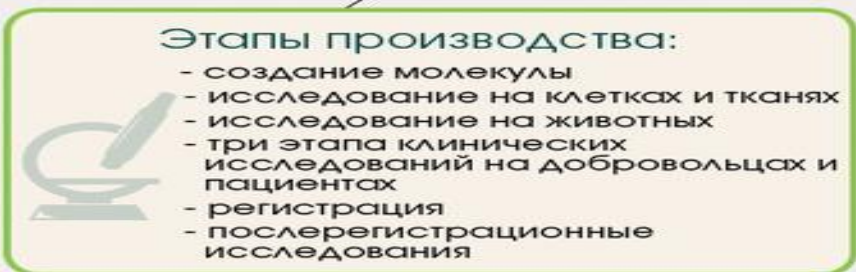 Этапы производства:
- создание молекулы
- исследование на клетках и тканях
- исследование на животных
- три этапа клинических
исследований на добровольцах и
пациентах
- регистрация
- послерегистрационные
исследования